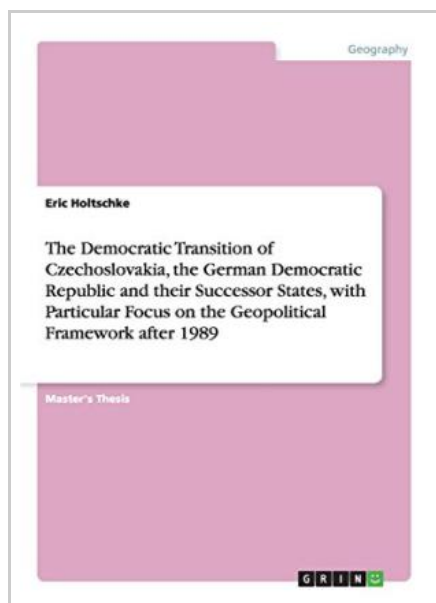 Geography
Eric Holtschke
The Democratic Transition of
Czechoslovakia, the German Democratic
Republic and their Successor States, with
Particular Focus on the Geopolitical
Framework after 1989
Master's Thesis
GRIN